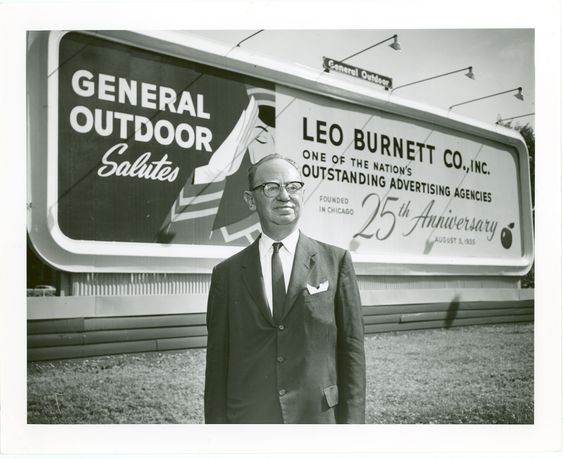 General Outdoor
GENERAL
OUTDOOR
Salutes
LEO BURNETT CO., INC.
ONE OF THE NATION'S
OUTSTANDING ADVERTISING AGENCIES
FOUNDED
IN CHICAGO
25th Anniversary
AUGUST 5, 1935